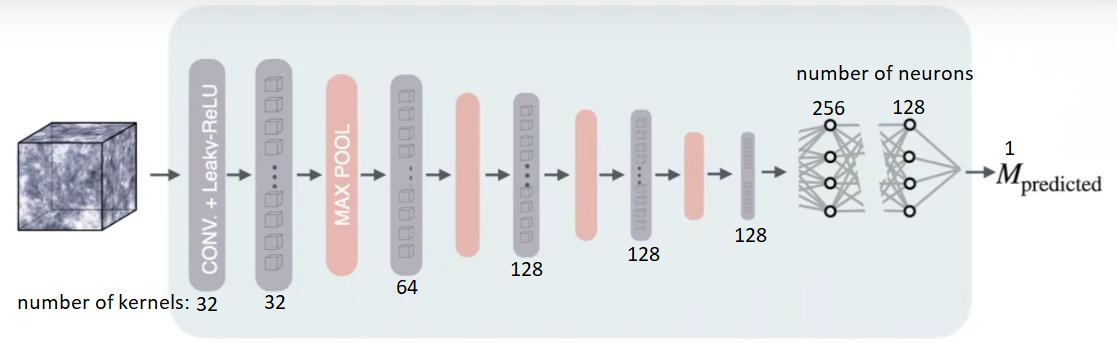 number of neurons
256 128
CONV. + Leaky-ReLU
MAX POOL
1
Mpredicted
128
128
128
64
number of kernels: 32 32